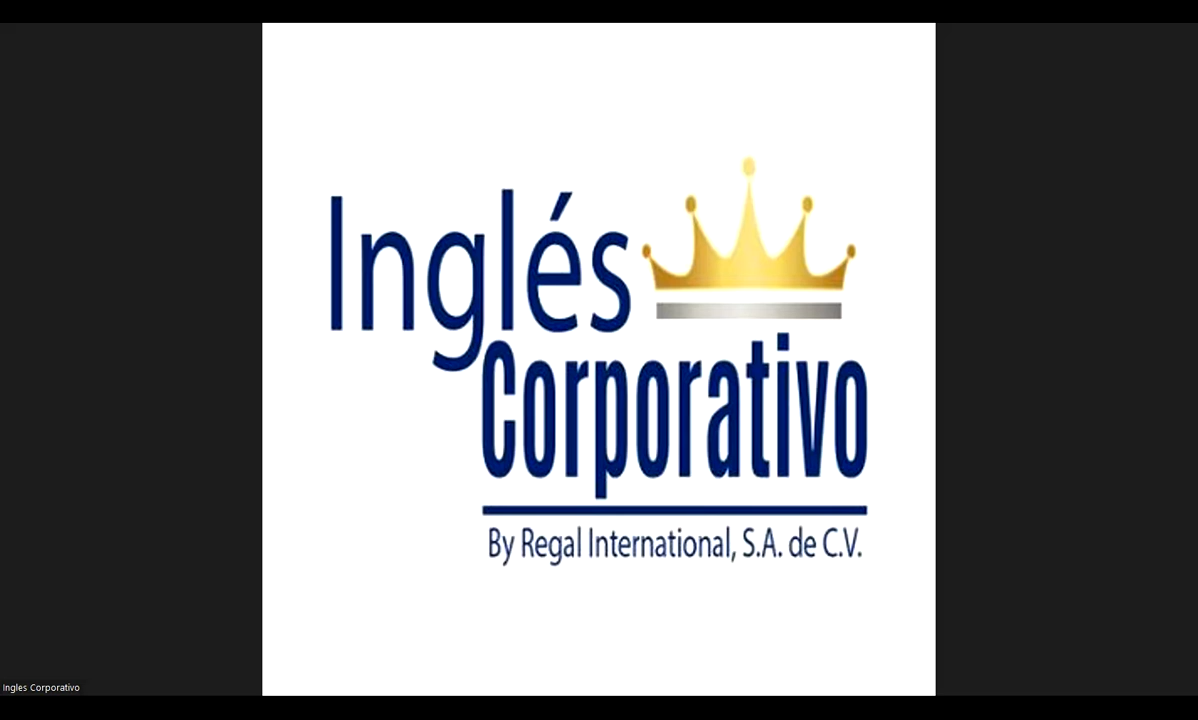 Inglés
Corporativo
By Regal International, S.A. de C.V.
Ingles Corporativo